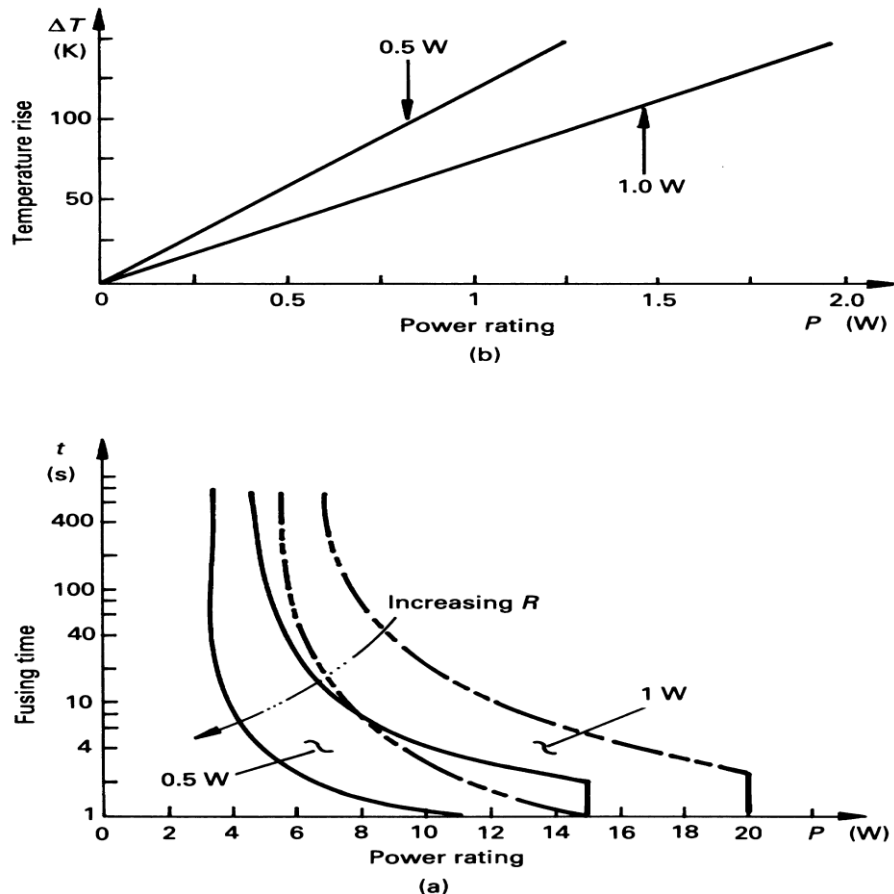 ΔT
(K)
0.5 W
100
50
1.0 W
Temperature rise
0
0.5
1
1.5
2.0
Power rating
P (W)
(b)
t
(s)
400
100
40
10
4
1
Fusing time
Increasing R
1 W
0.5 W
0 2 4 6 8 10 12 14 16 18 20 P (W)
Power rating
(a)